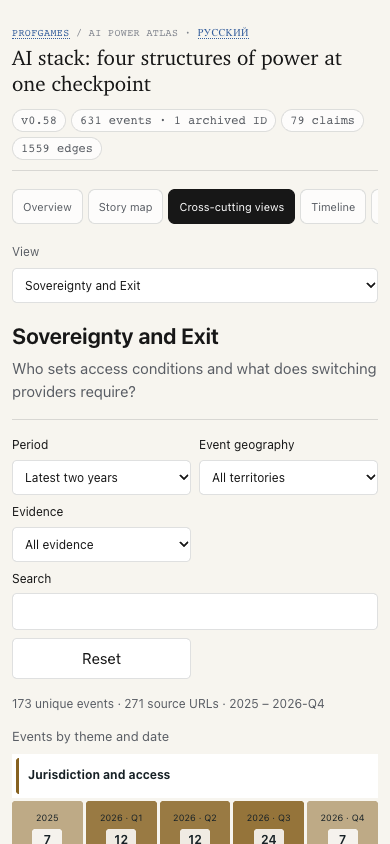 PROFGAMES / AI POWER ATLAS · РУССКИЙ
AI stack: four structures of power at
one checkpoint
v0.58
631 events · 1 archived ID
79 claims
1559 edges
Overview
Story map
Cross-cutting views
Timeline
View
Sovereignty and Exit
Sovereignty and Exit
Who sets access conditions and what does switching
providers require?
Period
Event geography
Latest two years
All territories
Evidence
All evidence
Search
Reset
173 unique events · 271 source URLs · 2025 – 2026-Q4
Events by theme and date
Jurisdiction and access
2025
2026 · Q1
2026 · Q2
2026 · Q3
2026 · Q4
7
12
12
24
7